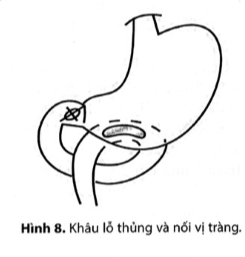 Hình 8. Khâu lỗ thủng và nối vị tràng.